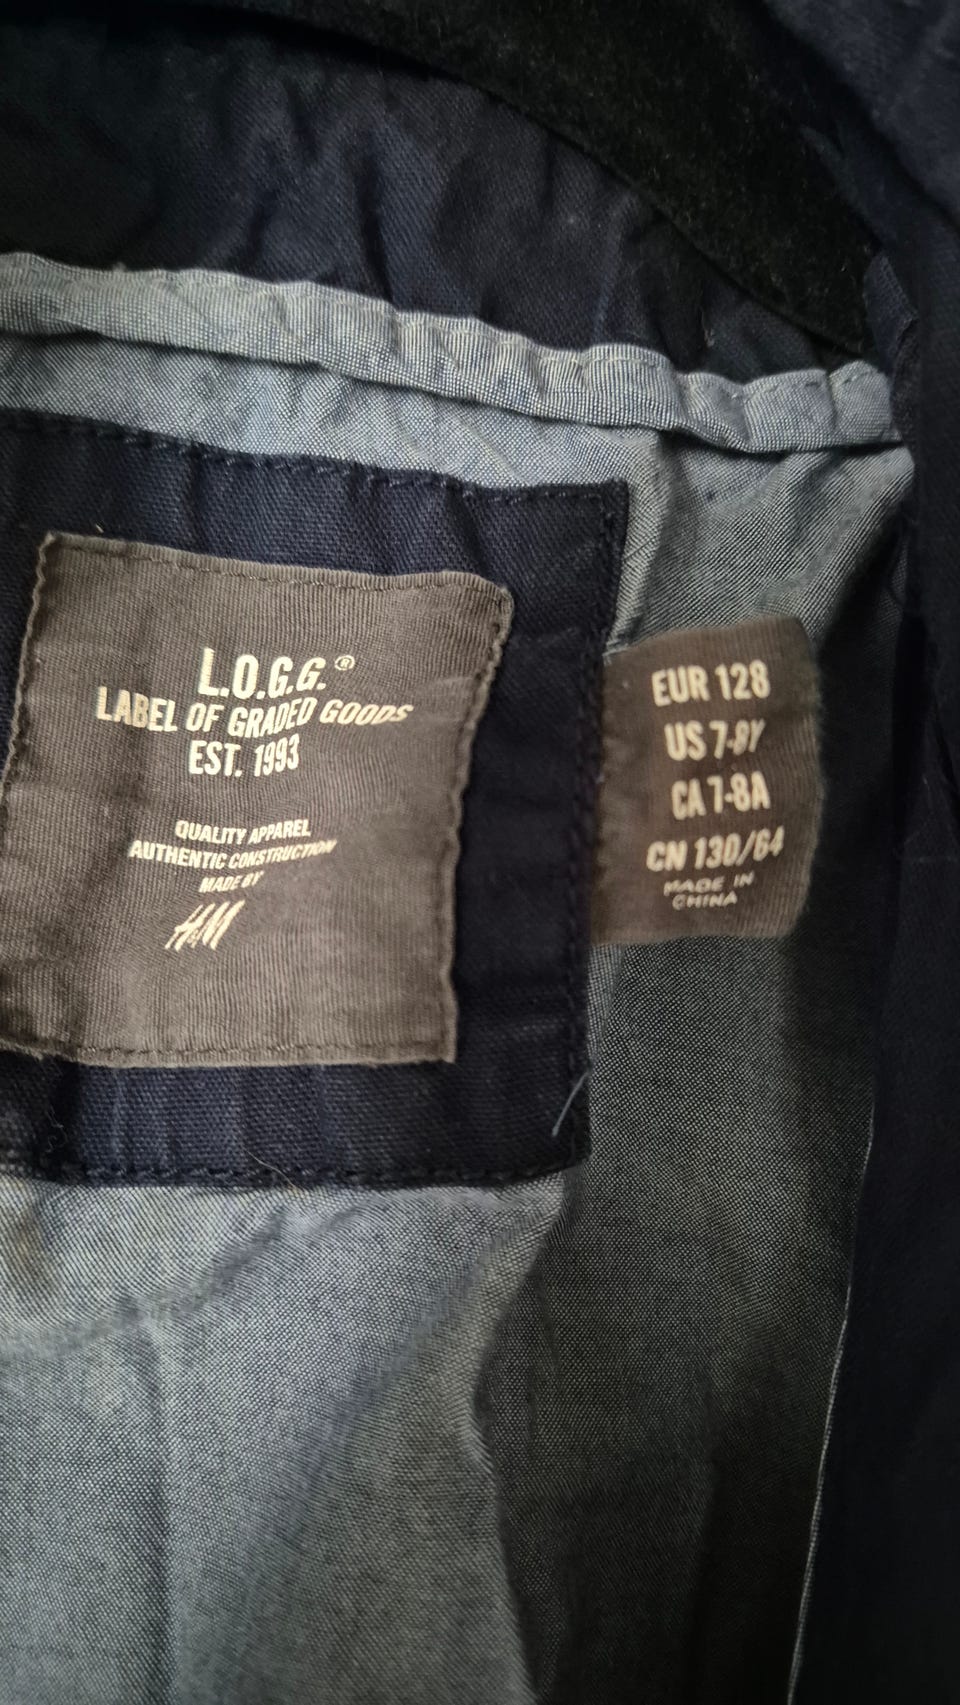 L.O.G.G.®
LABEL OF GRADED GOODS
EST. 1993
QUALITY APPAREL
AUTHENTIC CONSTRUCTION
MADE BY
H&M
EUR 128
US 7-8Y
CA 7-8A
CN 130/64
MADE IN
CHINA